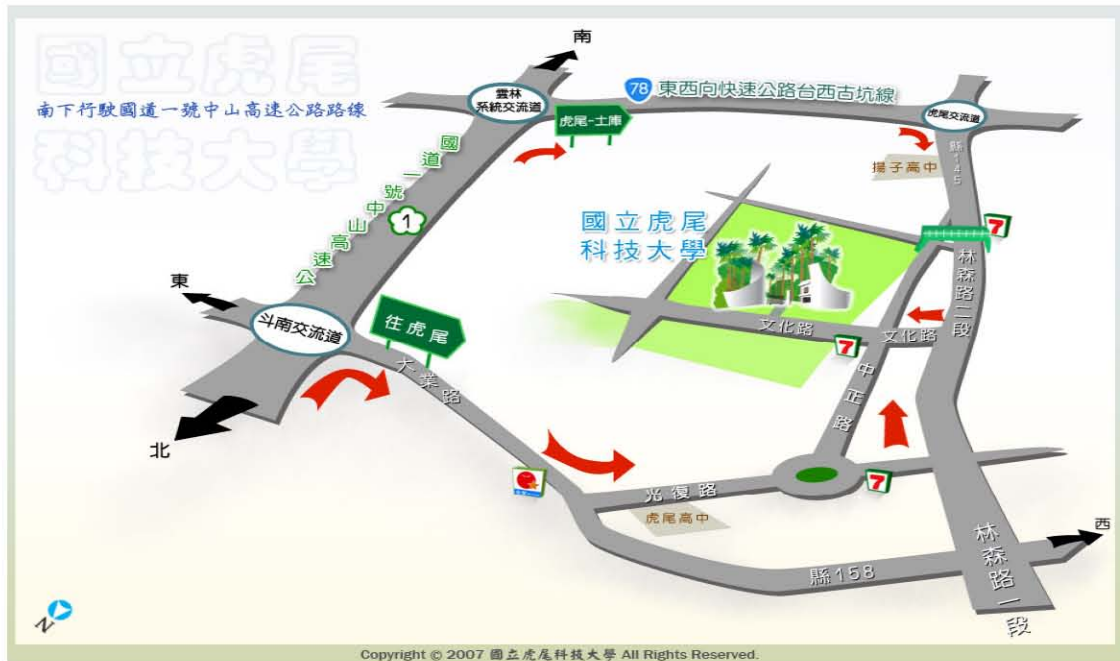 國立虎尾
科技大學
南下行駛國道一號中山高速公路路線
南
雲林
系統交流道
78 東西向快速公路台西古坑線
虎尾-土庫
虎尾交流道
縣145
揚子高中
國道一號中山高速公路
1
國立虎尾
科技大學
7
林森路二段
東
斗南交流道
往虎尾
大業路
文化路
文化路
7
中正路
北
光復路
7
虎尾高中
西
縣158
林森路一段
N
Copyright © 2007 國立虎尾科技大學 All Rights Reserved.